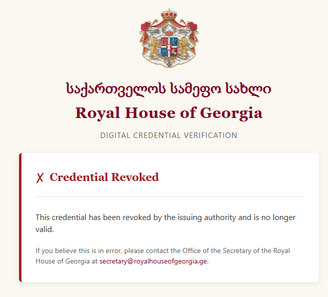 საქართველოს სამეფო სახლი
Royal House of Georgia
DIGITAL CREDENTIAL VERIFICATION
✗ Credential Revoked
This credential has been revoked by the issuing authority and is no longer
valid.
If you believe this is in error, please contact the Office of the Secretary of the Royal
House of Georgia at secretary@royalhouseofgeorgia.ge.